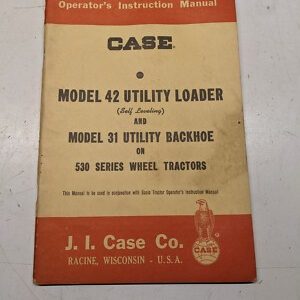 Operator's Instruction Manual
CASE®
MODEL 42 UTILITY LOADER
(Self Leveling)
AND
MODEL 31 UTILITY BACKHOE
ON
530 SERIES WHEEL TRACTORS
This Manual is to be used in conjunction with Basic Tractor Operator's Instruction Manual
J. I. Case Co.
RACINE, WISCONSIN - U.S.A.
CASE